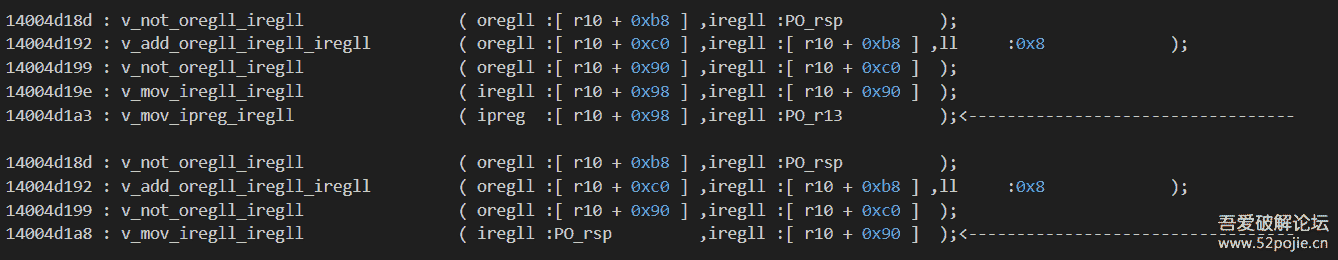 14004d18d : v_not_oregll_iregll ( oregll :[ r10 + 0xb8 ] ,iregll :PO_rsp );
14004d192 : v_add_oregll_iregll_iregll ( oregll :[ r10 + 0xc0 ] ,iregll :[ r10 + 0xb8 ] ,ll :0x8 );
14004d199 : v_not_oregll_iregll ( oregll :[ r10 + 0x90 ] ,iregll :[ r10 + 0xc0 ] );
14004d19e : v_mov_iregll_iregll ( iregll :[ r10 + 0x98 ] ,iregll :[ r10 + 0x90 ] );
14004d1a3 : v_mov_ipreg_iregll ( ipreg :[ r10 + 0x98 ] ,iregll :PO_r13 );<---------------------------------
14004d18d : v_not_oregll_iregll ( oregll :[ r10 + 0xb8 ] ,iregll :PO_rsp );
14004d192 : v_add_oregll_iregll_iregll ( oregll :[ r10 + 0xc0 ] ,iregll :[ r10 + 0xb8 ] ,ll :0x8 );
14004d199 : v_not_oregll_iregll ( oregll :[ r10 + 0x90 ] ,iregll :[ r10 + 0xc0 ] );
14004d1a8 : v_mov_iregll_iregll ( iregll :PO_rsp ,iregll :[ r10 + 0x90 ] );<---------------------------------
吾爱破解论坛
www.52pojie.cn